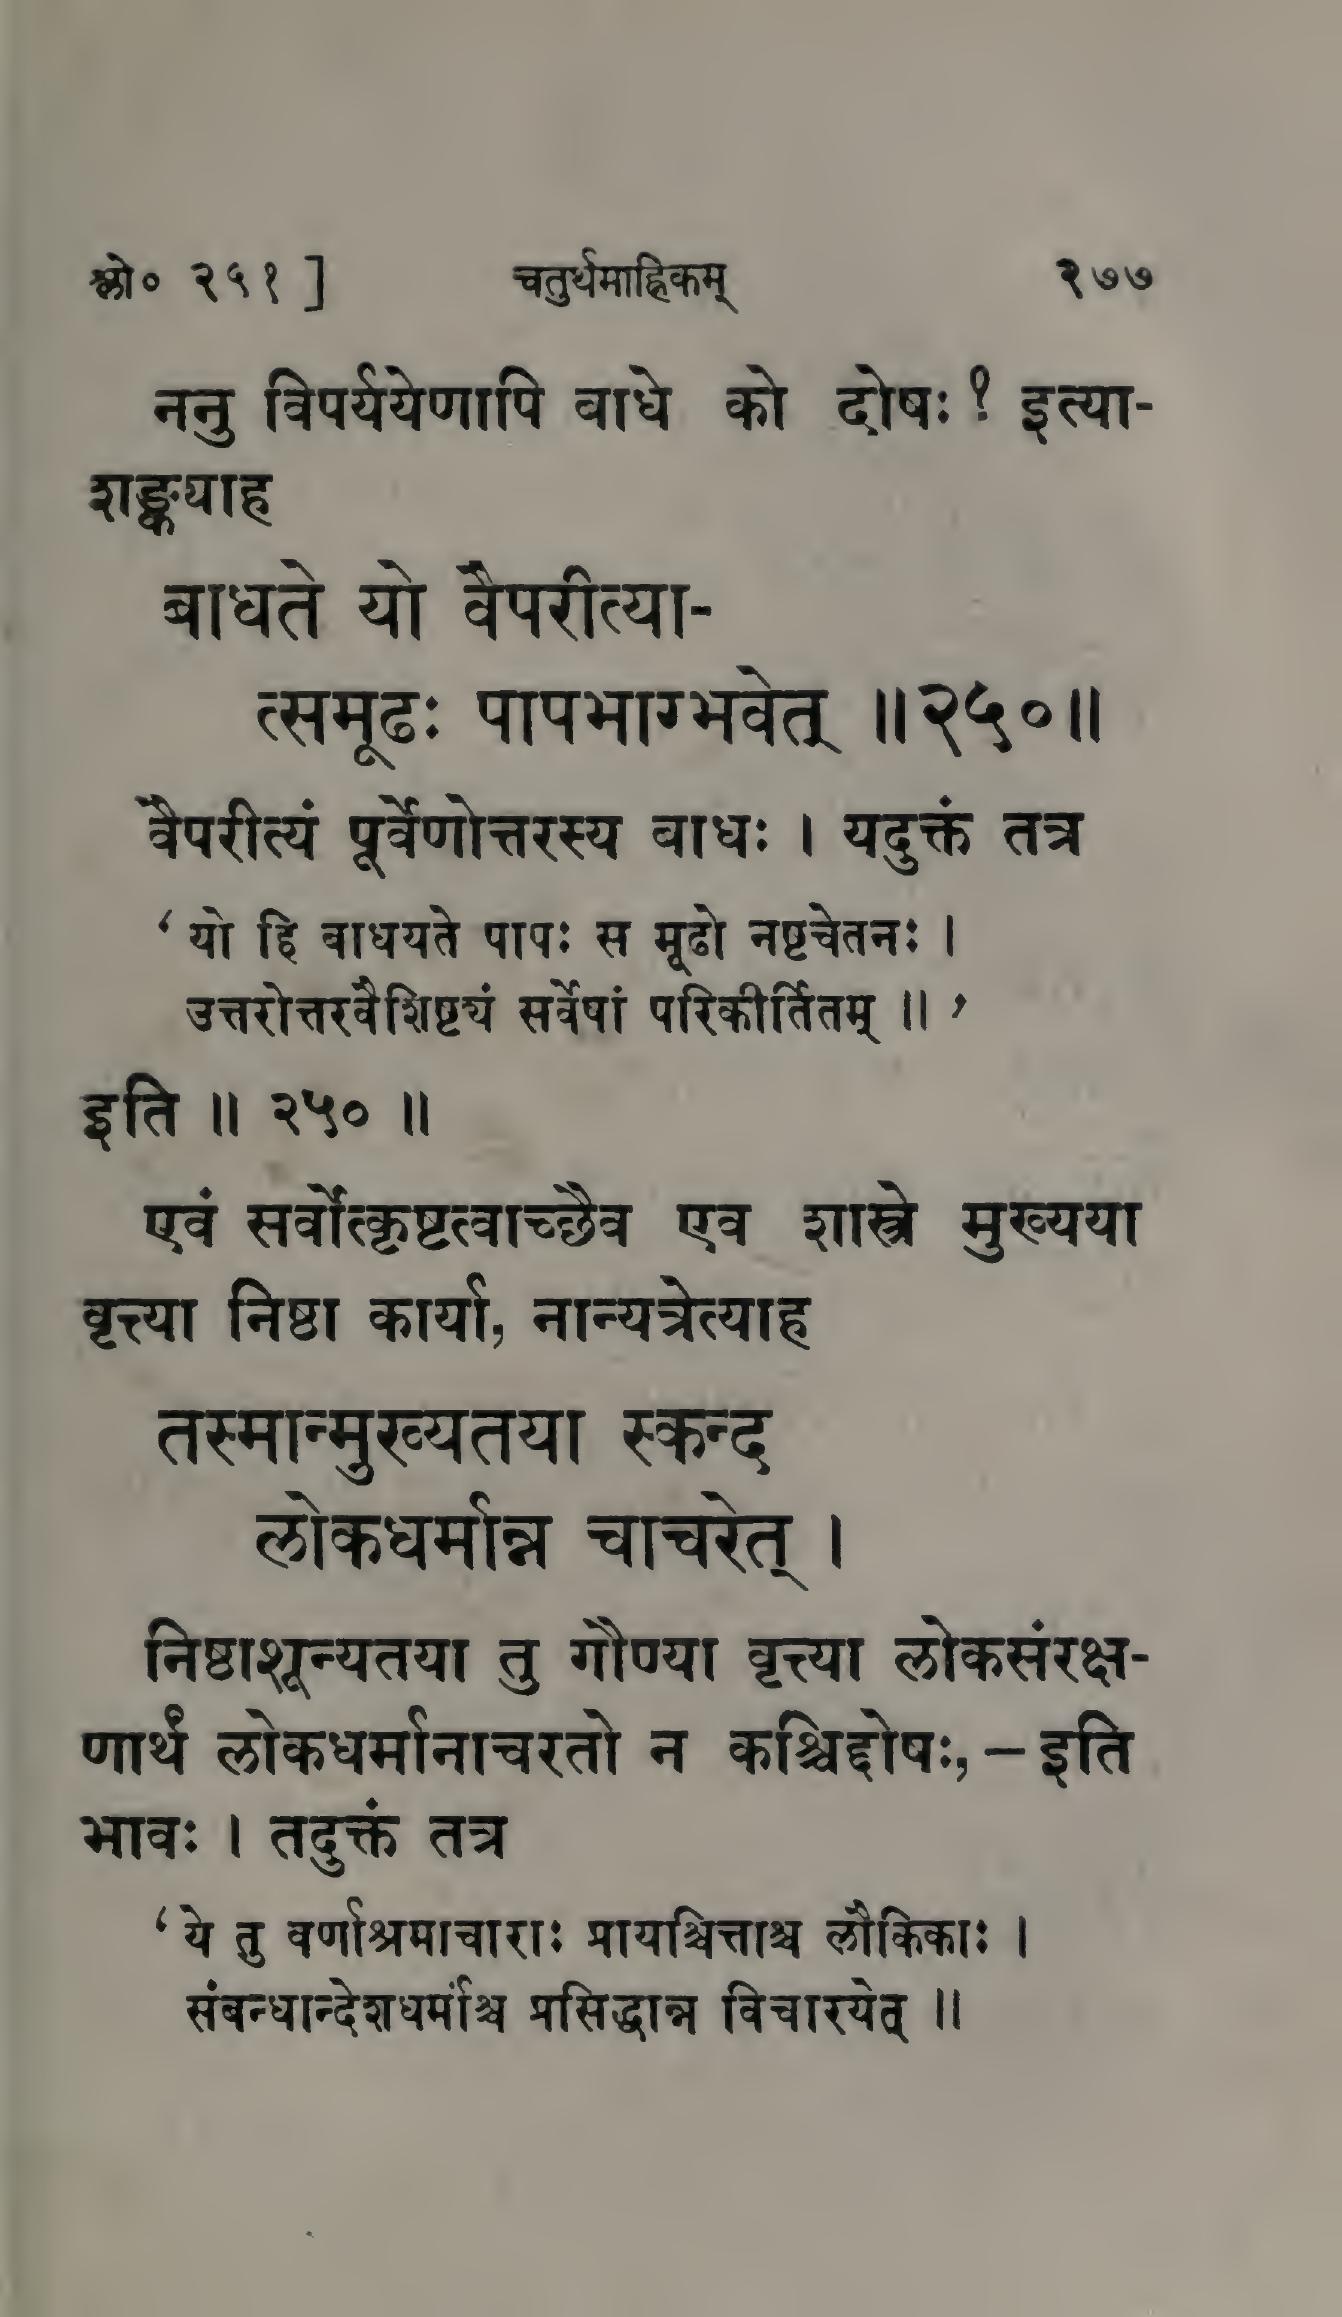 श्लो० २५१ ] चतुर्थमाह्निकम् २७७
ननु विपर्ययेणापि बाधे को दोषः? इत्या-
शङ्कयाह
बाधते यो वैपरीत्या-
त्समूढः पापभाग्भवेत् ॥२५०॥
वैपरीत्यं पूर्वेणोत्तरस्य बाधः । यदुक्तं तत्र
‘ यो हि बाधयते पापः स मूढो नष्टचेतनः ।
उत्तरोत्तरवैशिष्ट्यं सर्वेषां परिकीर्तितम् ॥ ’
इति ॥ २५० ॥
एवं सर्वोत्कृष्टत्वाच्छैव एव शास्त्रे मुख्यया
वृत्त्या निष्ठा कार्या, नान्यत्रेत्याह
तस्मान्मुख्यतया स्कन्द
लोकधर्मान्न चाचरेत् ।
निष्ठाशून्यतया तु गौण्या वृत्त्या लोकसंरक्ष-
णार्थं लोकधर्मानाचरतो न कश्चिद्दोषः,—इति
भावः । तदुक्तं तत्र
‘ ये तु वर्णाश्रमाचाराः प्रायश्चित्ताश्च लौकिकाः ।
संबन्धान्देशधर्मांश्च प्रसिद्धान्न विचारयेत् ॥